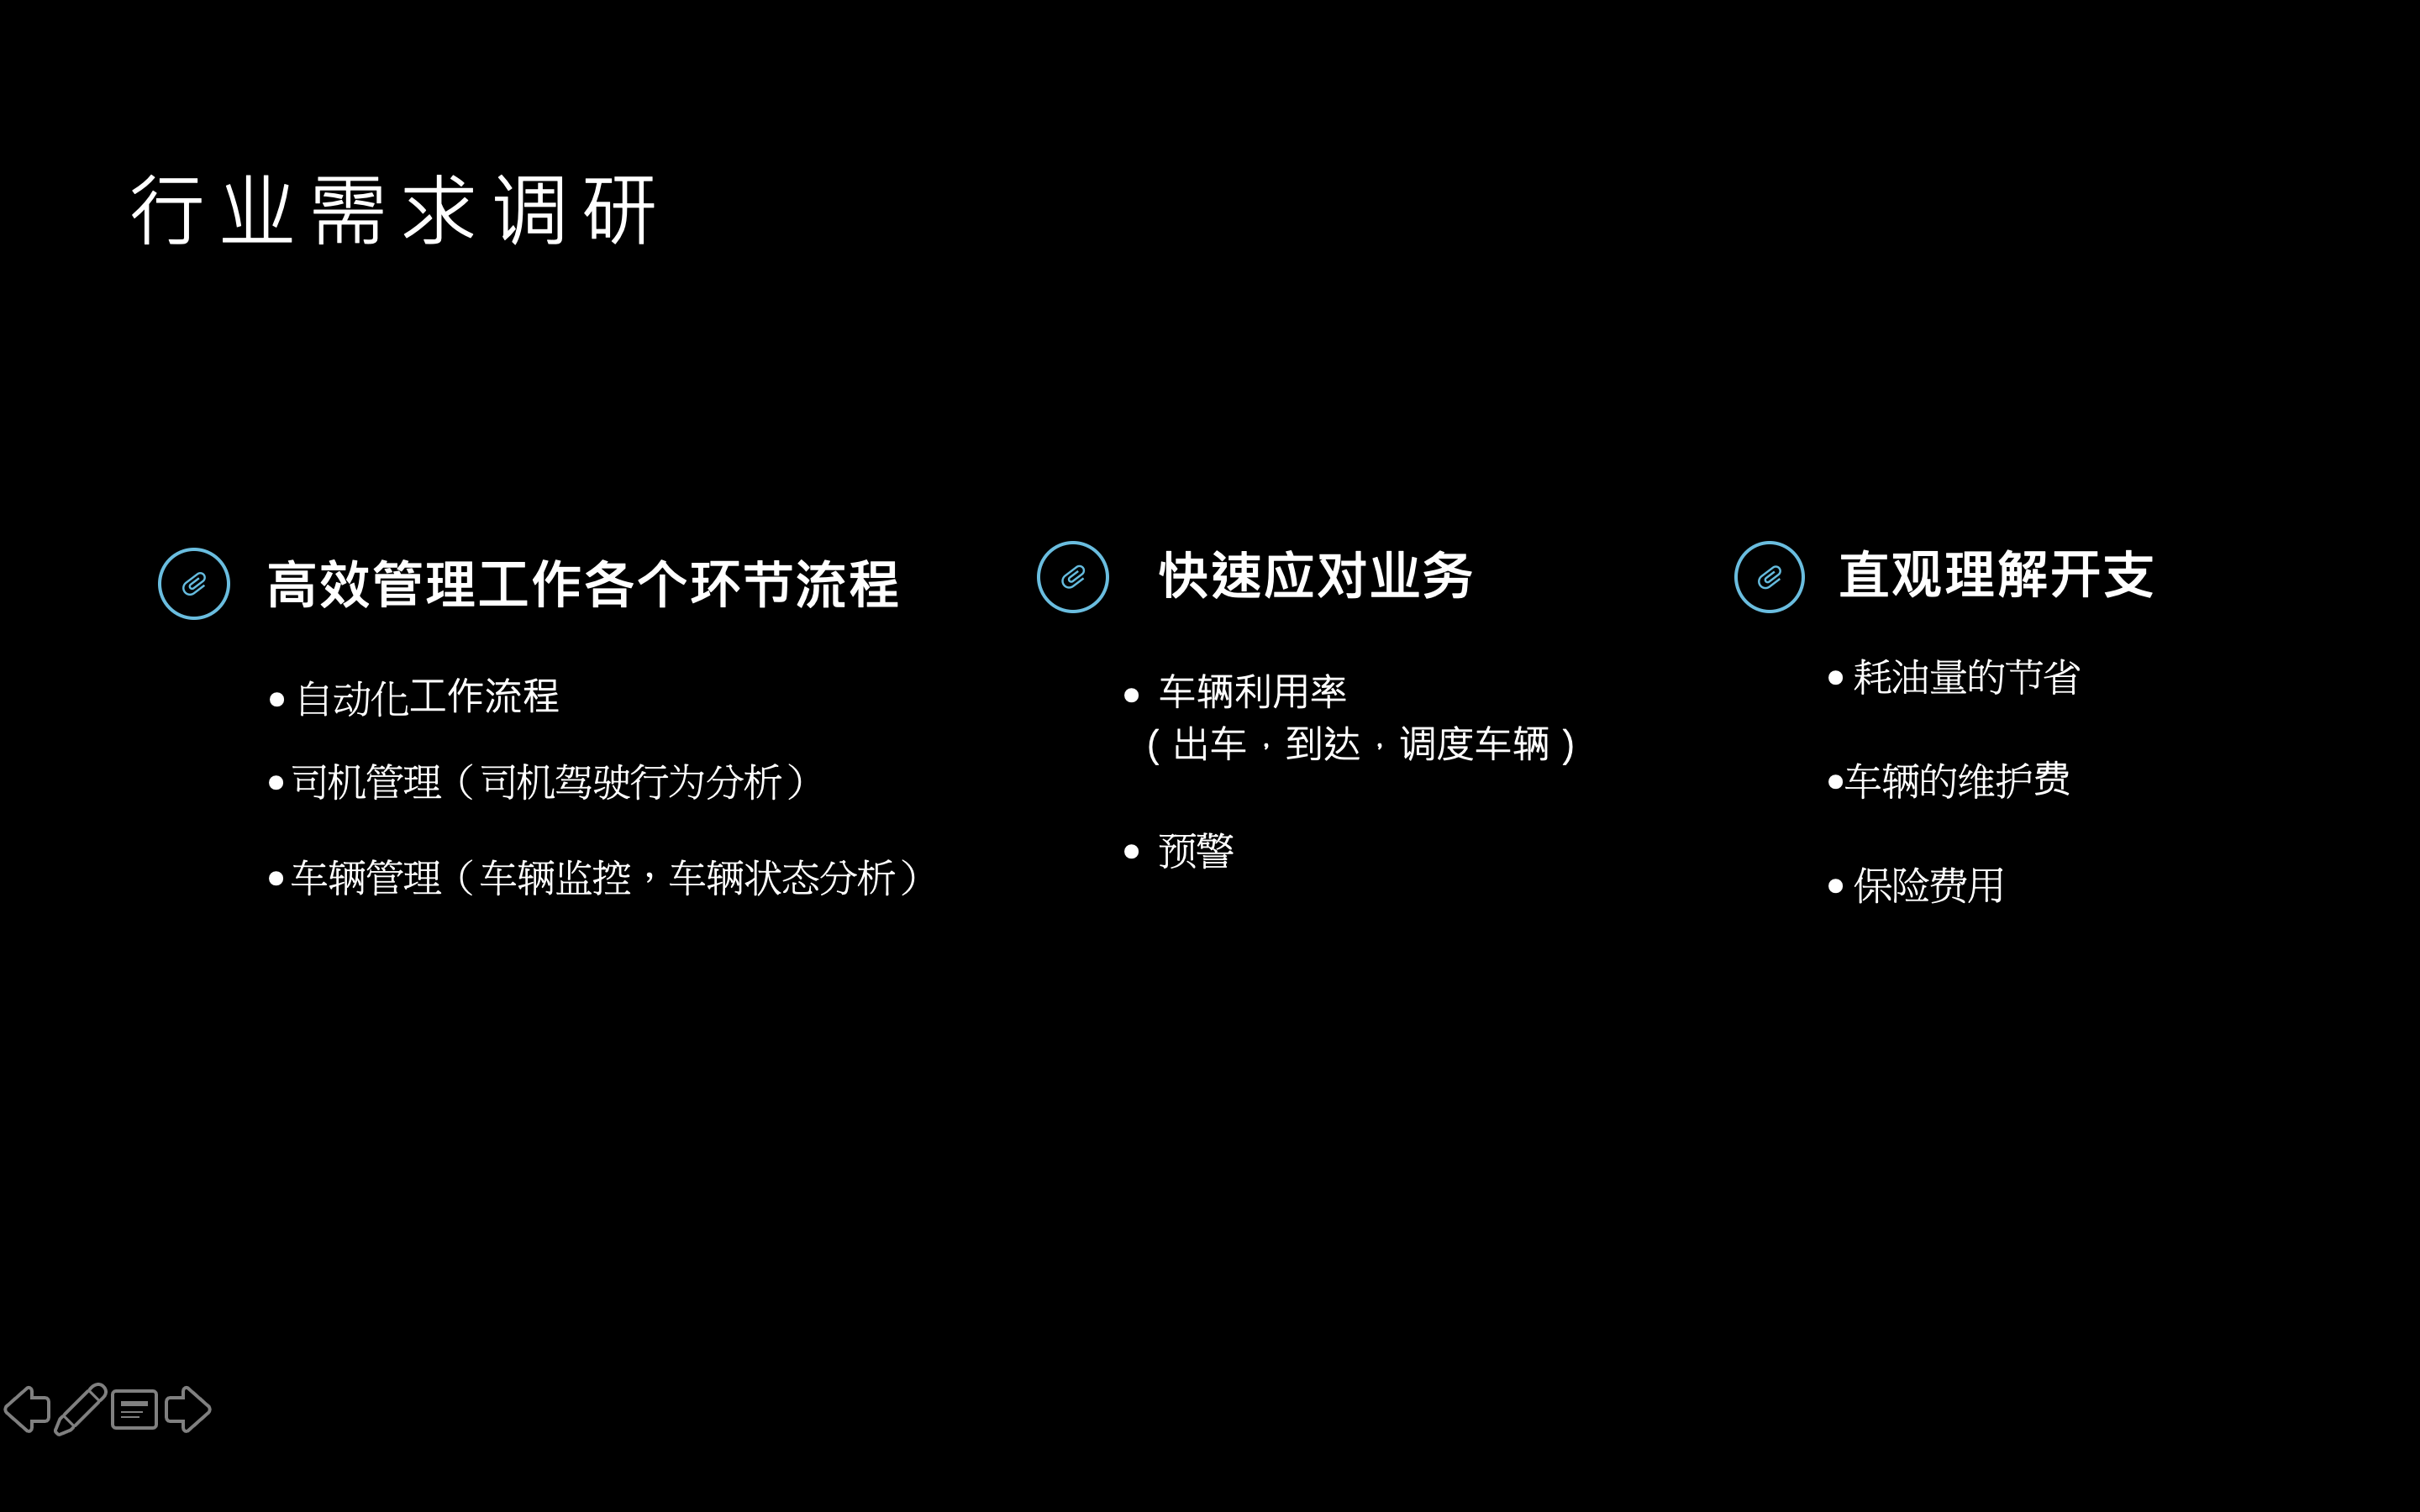 行业需求调研
高效管理工作各个环节流程
● 自动化工作流程
● 司机管理（司机驾驶行为分析）
● 车辆管理（车辆监控，车辆状态分析）
快速应对业务
● 车辆利用率
( 出车，到达，调度车辆 )
● 预警
直观理解开支
● 耗油量的节省
● 车辆的维护费
● 保险费用